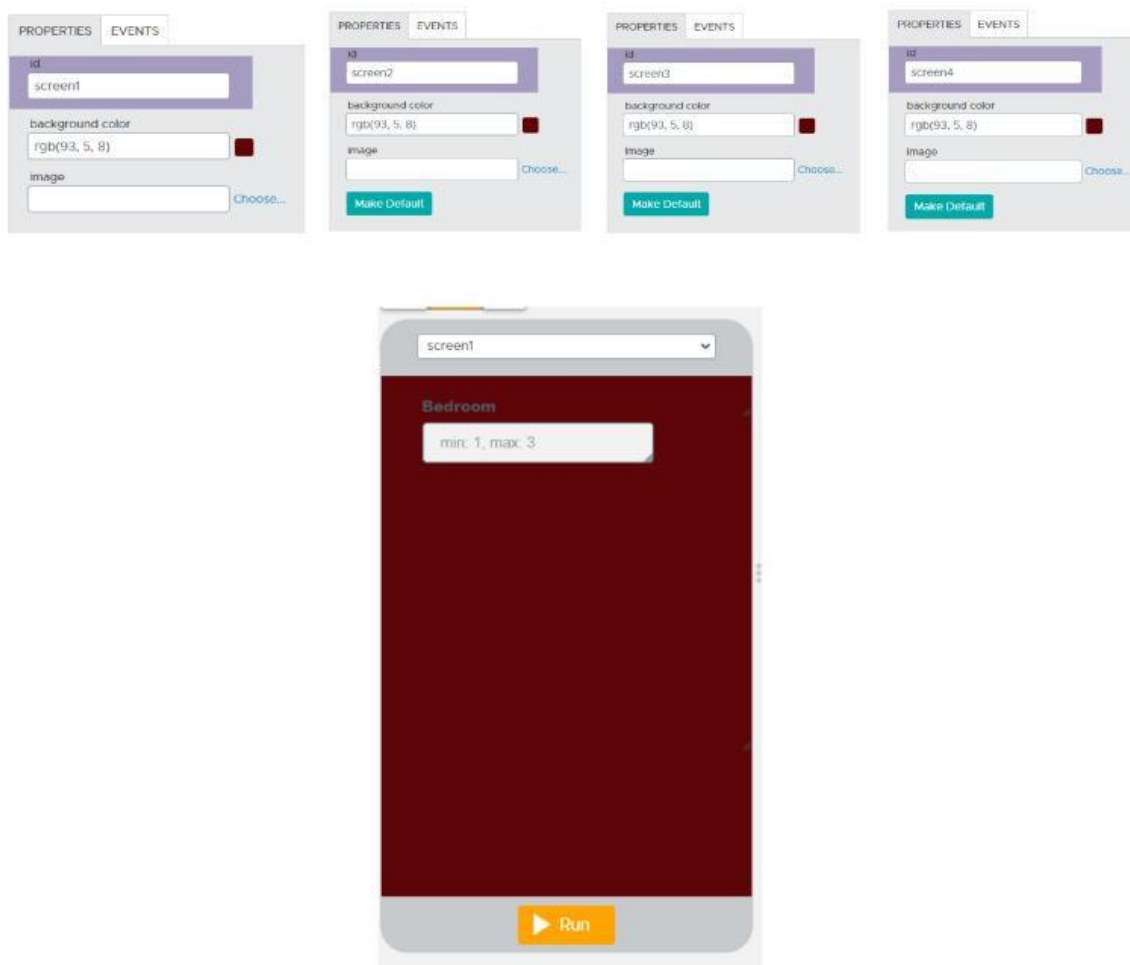 PROPERTIES EVENTS
id
screen1
background color
rgb(93, 5, 8)
image
Choose...
PROPERTIES EVENTS
id
screen2
background color
rgb(93, 5, 8)
image
Choose...
Make Default
PROPERTIES EVENTS
id
screen3
background color
rgb(93, 5, 8)
image
Choose...
Make Default
PROPERTIES EVENTS
id
screen4
background color
rgb(93, 5, 8)
image
Choose...
Make Default
screen1
Bedroom
min: 1, max: 3
Run